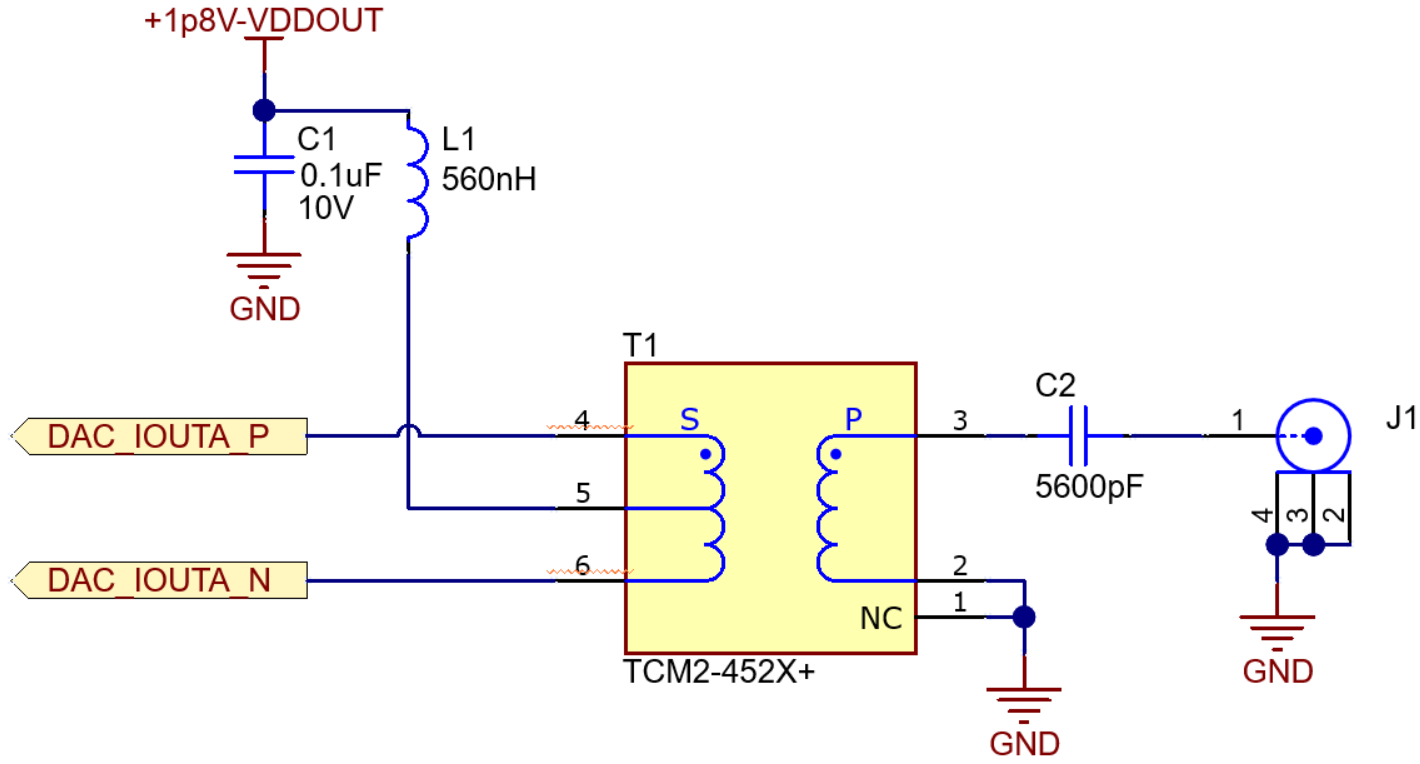 +1p8V-VDDOUT
C1
0.1uF
10V
L1
560nH
GND
T1
DAC_IOUTA_P
4
S
P
3
C2
5600pF
1
J1
5
4
3
2
DAC_IOUTA_N
6
2
NC
1
TCM2-452X+
GND
GND